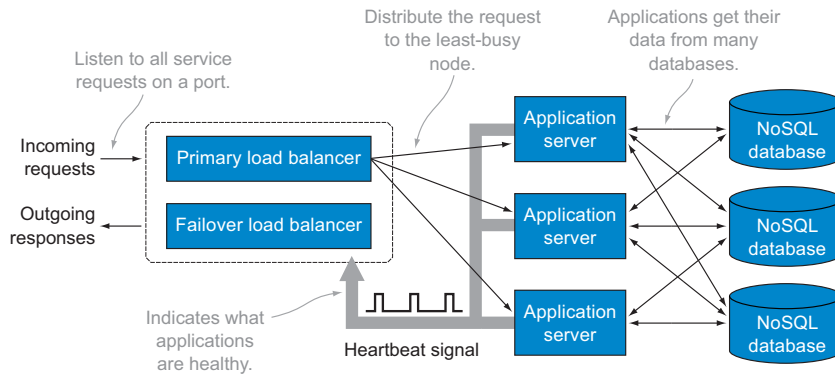 Listen to all service
requests on a port.
Distribute the request
to the least-busy
node.
Applications get their
data from many
databases.
Incoming
requests
Outgoing
responses
Primary load balancer
Failover load balancer
Application
server
Application
server
Application
server
NoSQL
database
NoSQL
database
NoSQL
database
Indicates what
applications
are healthy.
Heartbeat signal